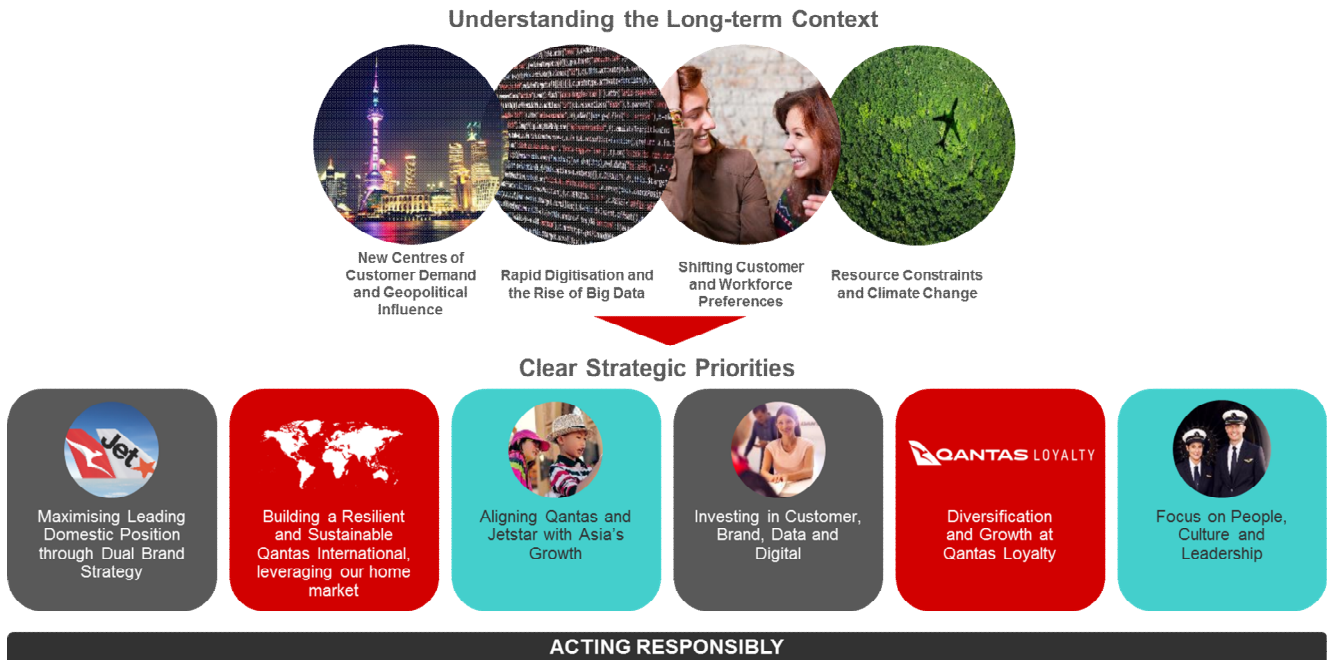 Understanding the Long-term Context
New Centres of
Customer Demand
and Geopolitical
Influence
Rapid Digitisation and
the Rise of Big Data
Shifting Customer
and Workforce
Preferences
Resource Constraints
and Climate Change
Clear Strategic Priorities
Jet
Maximising Leading
Domestic Position
through Dual Brand
Strategy
Building a Resilient
and Sustainable
Qantas International,
leveraging our home
market
Aligning Qantas and
Jetstar with Asia's
Growth
Investing in Customer,
Brand, Data and
Digital
QANTAS LOYALTY
Diversification
and Growth at
Qantas Loyalty
Focus on People,
Culture and
Leadership
ACTING RESPONSIBLY